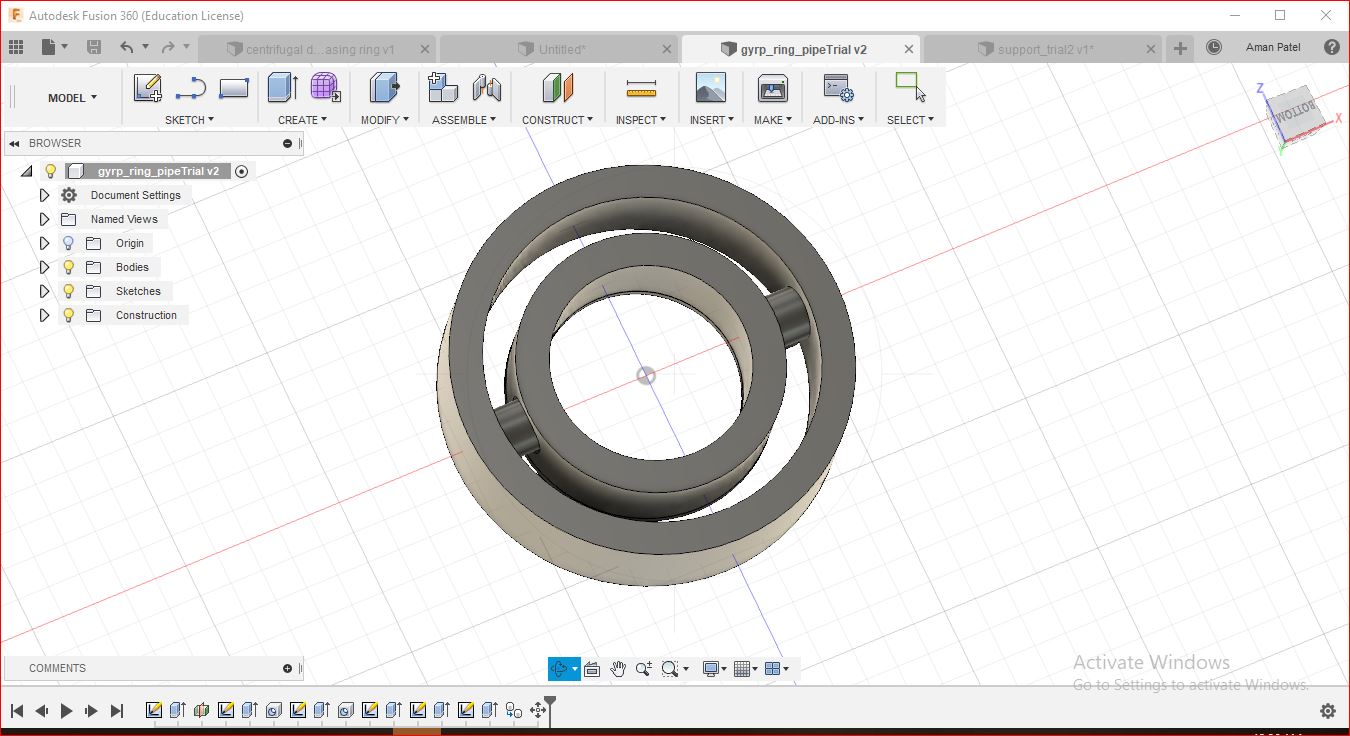 Autodesk Fusion 360 (Education License)
centrifugal d...asing ring v1
Untitled*
gyrp_ring_pipeTrial v2
support_trial2 v1*
Aman Patel
MODEL
SKETCH
CREATE
MODIFY
ASSEMBLE
CONSTRUCT
INSPECT
INSERT
MAKE
ADD-INS
SELECT
BROWSER
gyrp_ring_pipeTrial v2
Document Settings
Named Views
Origin
Bodies
Sketches
Construction
Z
BOTTOM
X
Y
COMMENTS
Activate Windows
Go to Settings to activate Windows.